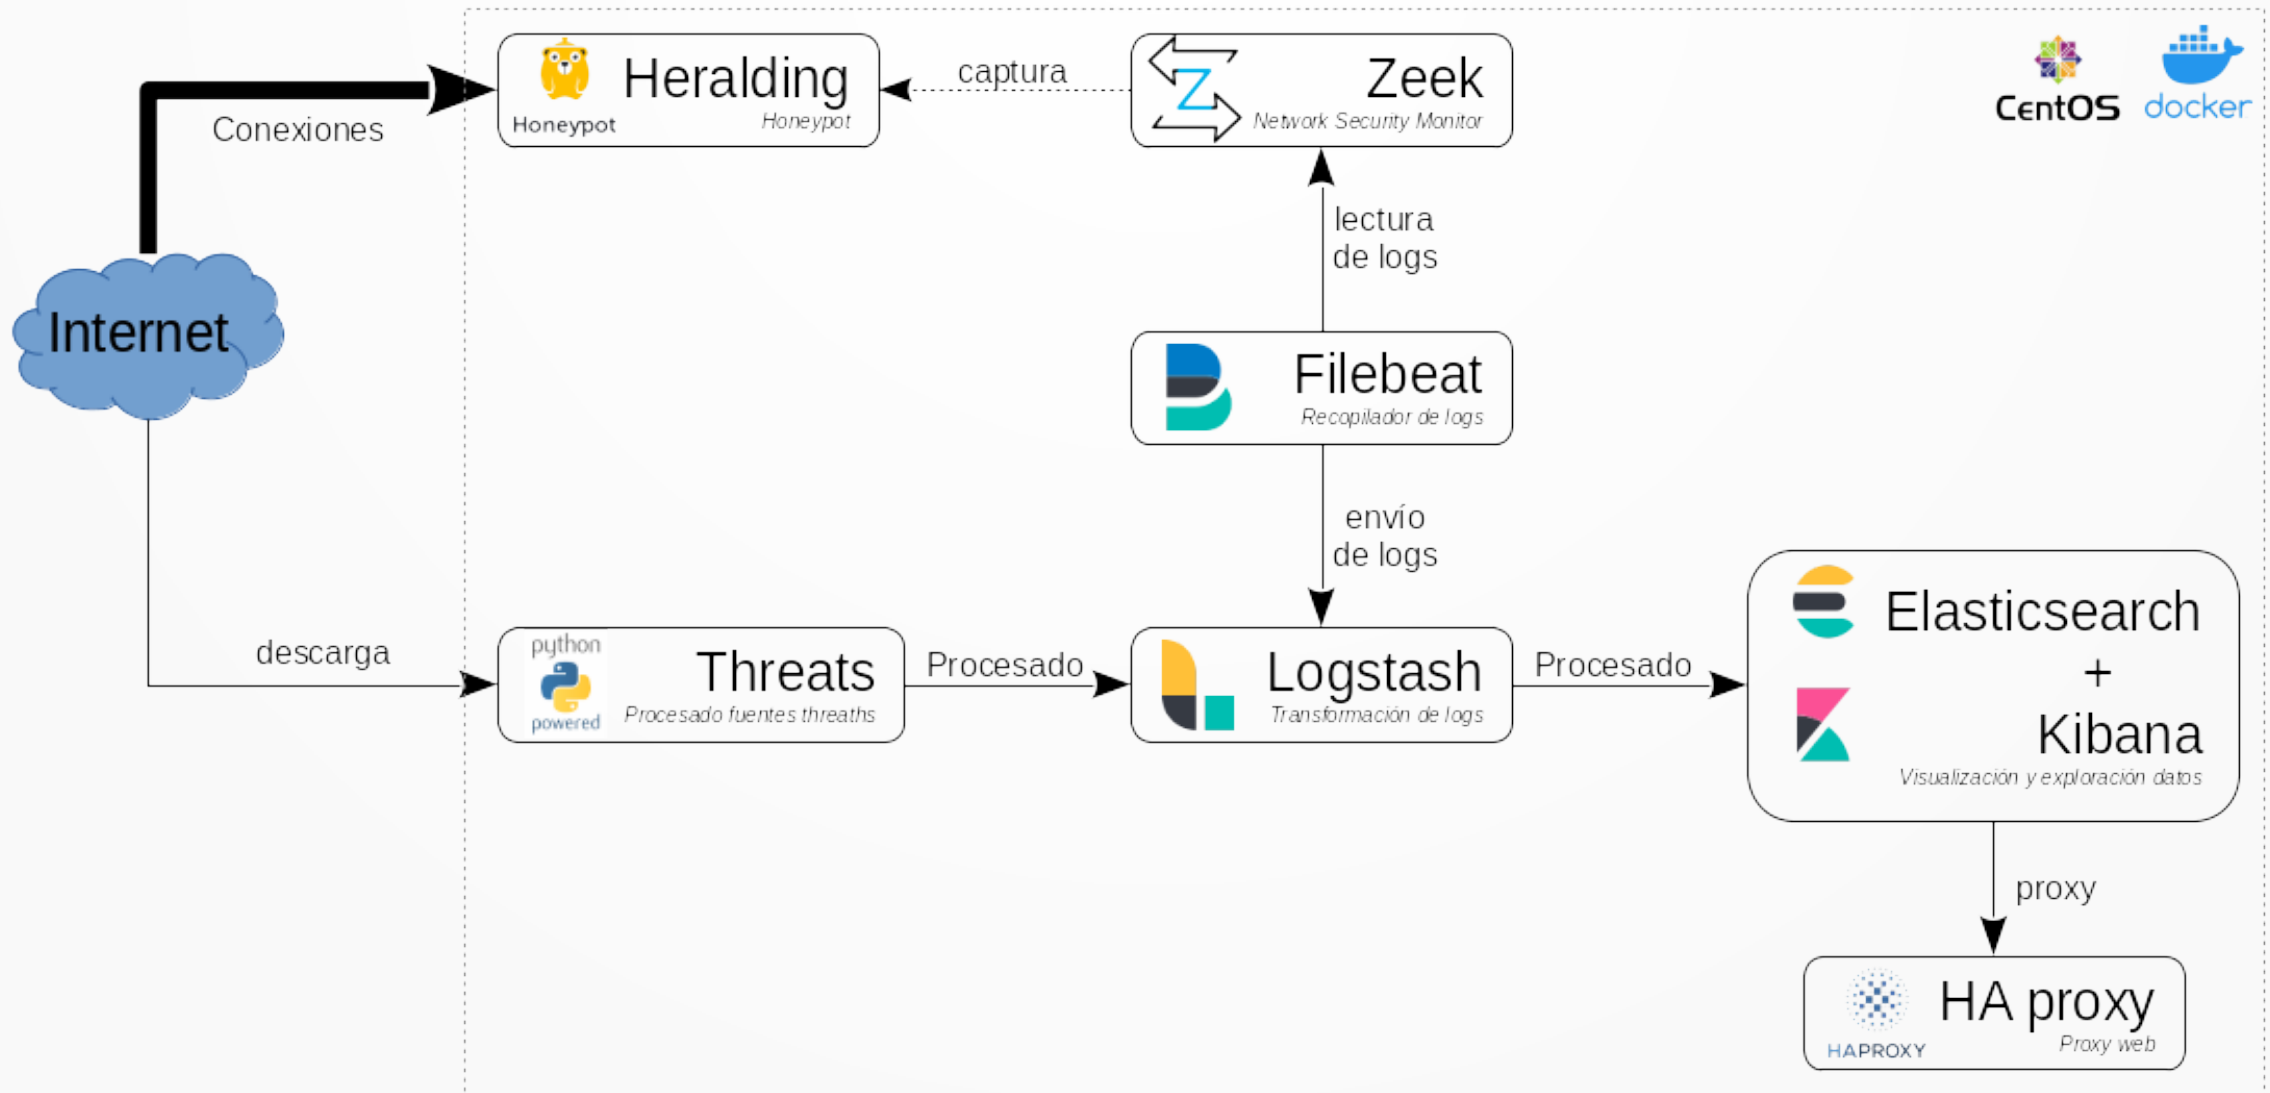 Heralding
Honeypot
Honeypot
captura
Zeek
Network Security Monitor
CentOS
docker
Conexiones
lectura
de logs
Internet
Filebeat
Recopilador de logs
envío
de logs
descarga
python
powered
Threats
Procesado fuentes threaths
Procesado
Logstash
Transformación de logs
Procesado
Elasticsearch
+
Kibana
Visualización y exploración datos
proxy
HA proxy
Proxy web
HAPROXY